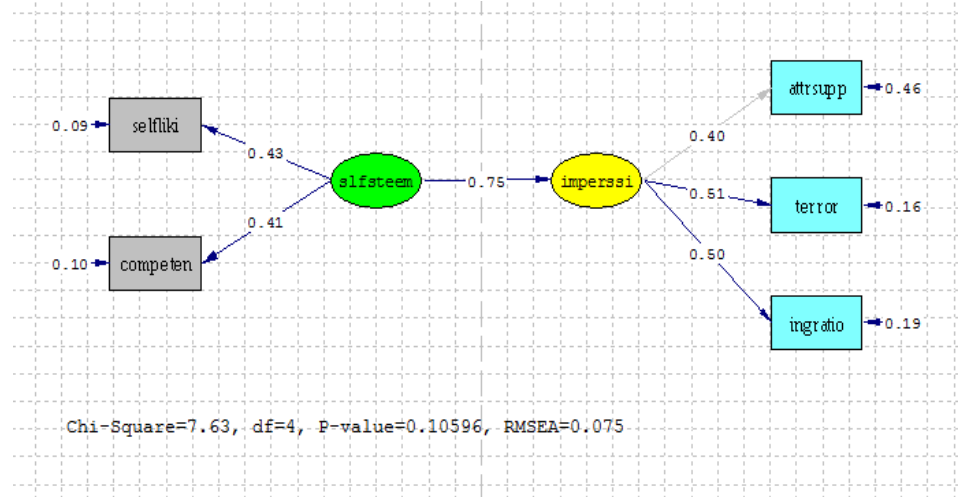 attrsupp
0.46
0.09
selfliki
0.40
0.43
slfsteem
0.75
imperssi
0.51
terror
0.16
0.41
0.50
0.10
competen
ingratio
0.19
Chi-Square=7.63, df=4, P-value=0.10596, RMSEA=0.075